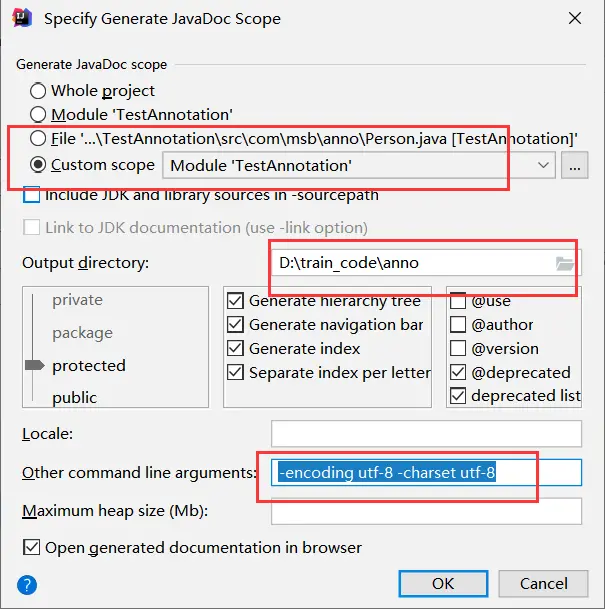 Specify Generate JavaDoc Scope
Generate JavaDoc scope
Whole project
Module 'TestAnnotation'
File '...\TestAnnotation\src\com\msb\anno\Person.java [TestAnnotation]'
Custom scope Module 'TestAnnotation' ...
Include JDK and library sources in -sourcepath
Link to JDK documentation (use -link option)
Output directory: D:\train_code\anno
private
package
protected
public
Generate hierarchy tree
Generate navigation bar
Generate index
Separate index per letter
@use
@author
@version
@deprecated
deprecated list
Locale:
Other command line arguments: -encoding utf-8 -charset utf-8
Maximum heap size (Mb):
Open generated documentation in browser
?
OK
Cancel